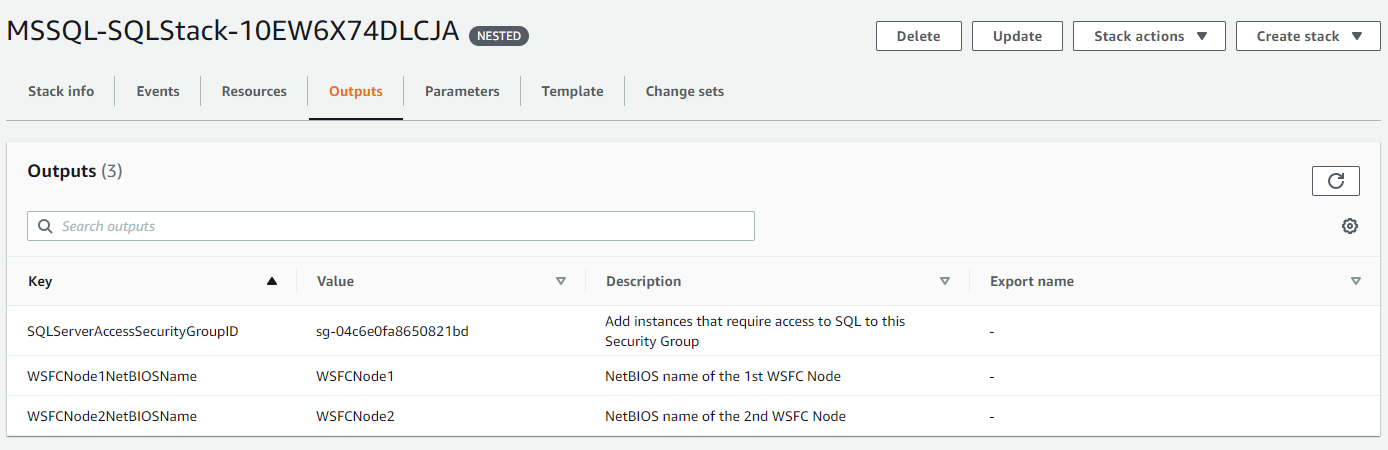 MSSQL-SQLStack-10EW6X74DLCJA NESTED
Delete Update Stack actions Create stack
Stack info Events Resources Outputs Parameters Template Change sets
Outputs (3)
Search outputs
Key Value Description Export name
SQLServerAccessSecurityGroupID sg-04c6e0fa8650821bd Add instances that require access to SQL to this -
Security Group
WSFCNode1NetBIOSName WSFCNode1 NetBIOS name of the 1st WSFC Node -
WSFCNode2NetBIOSName WSFCNode2 NetBIOS name of the 2nd WSFC Node -